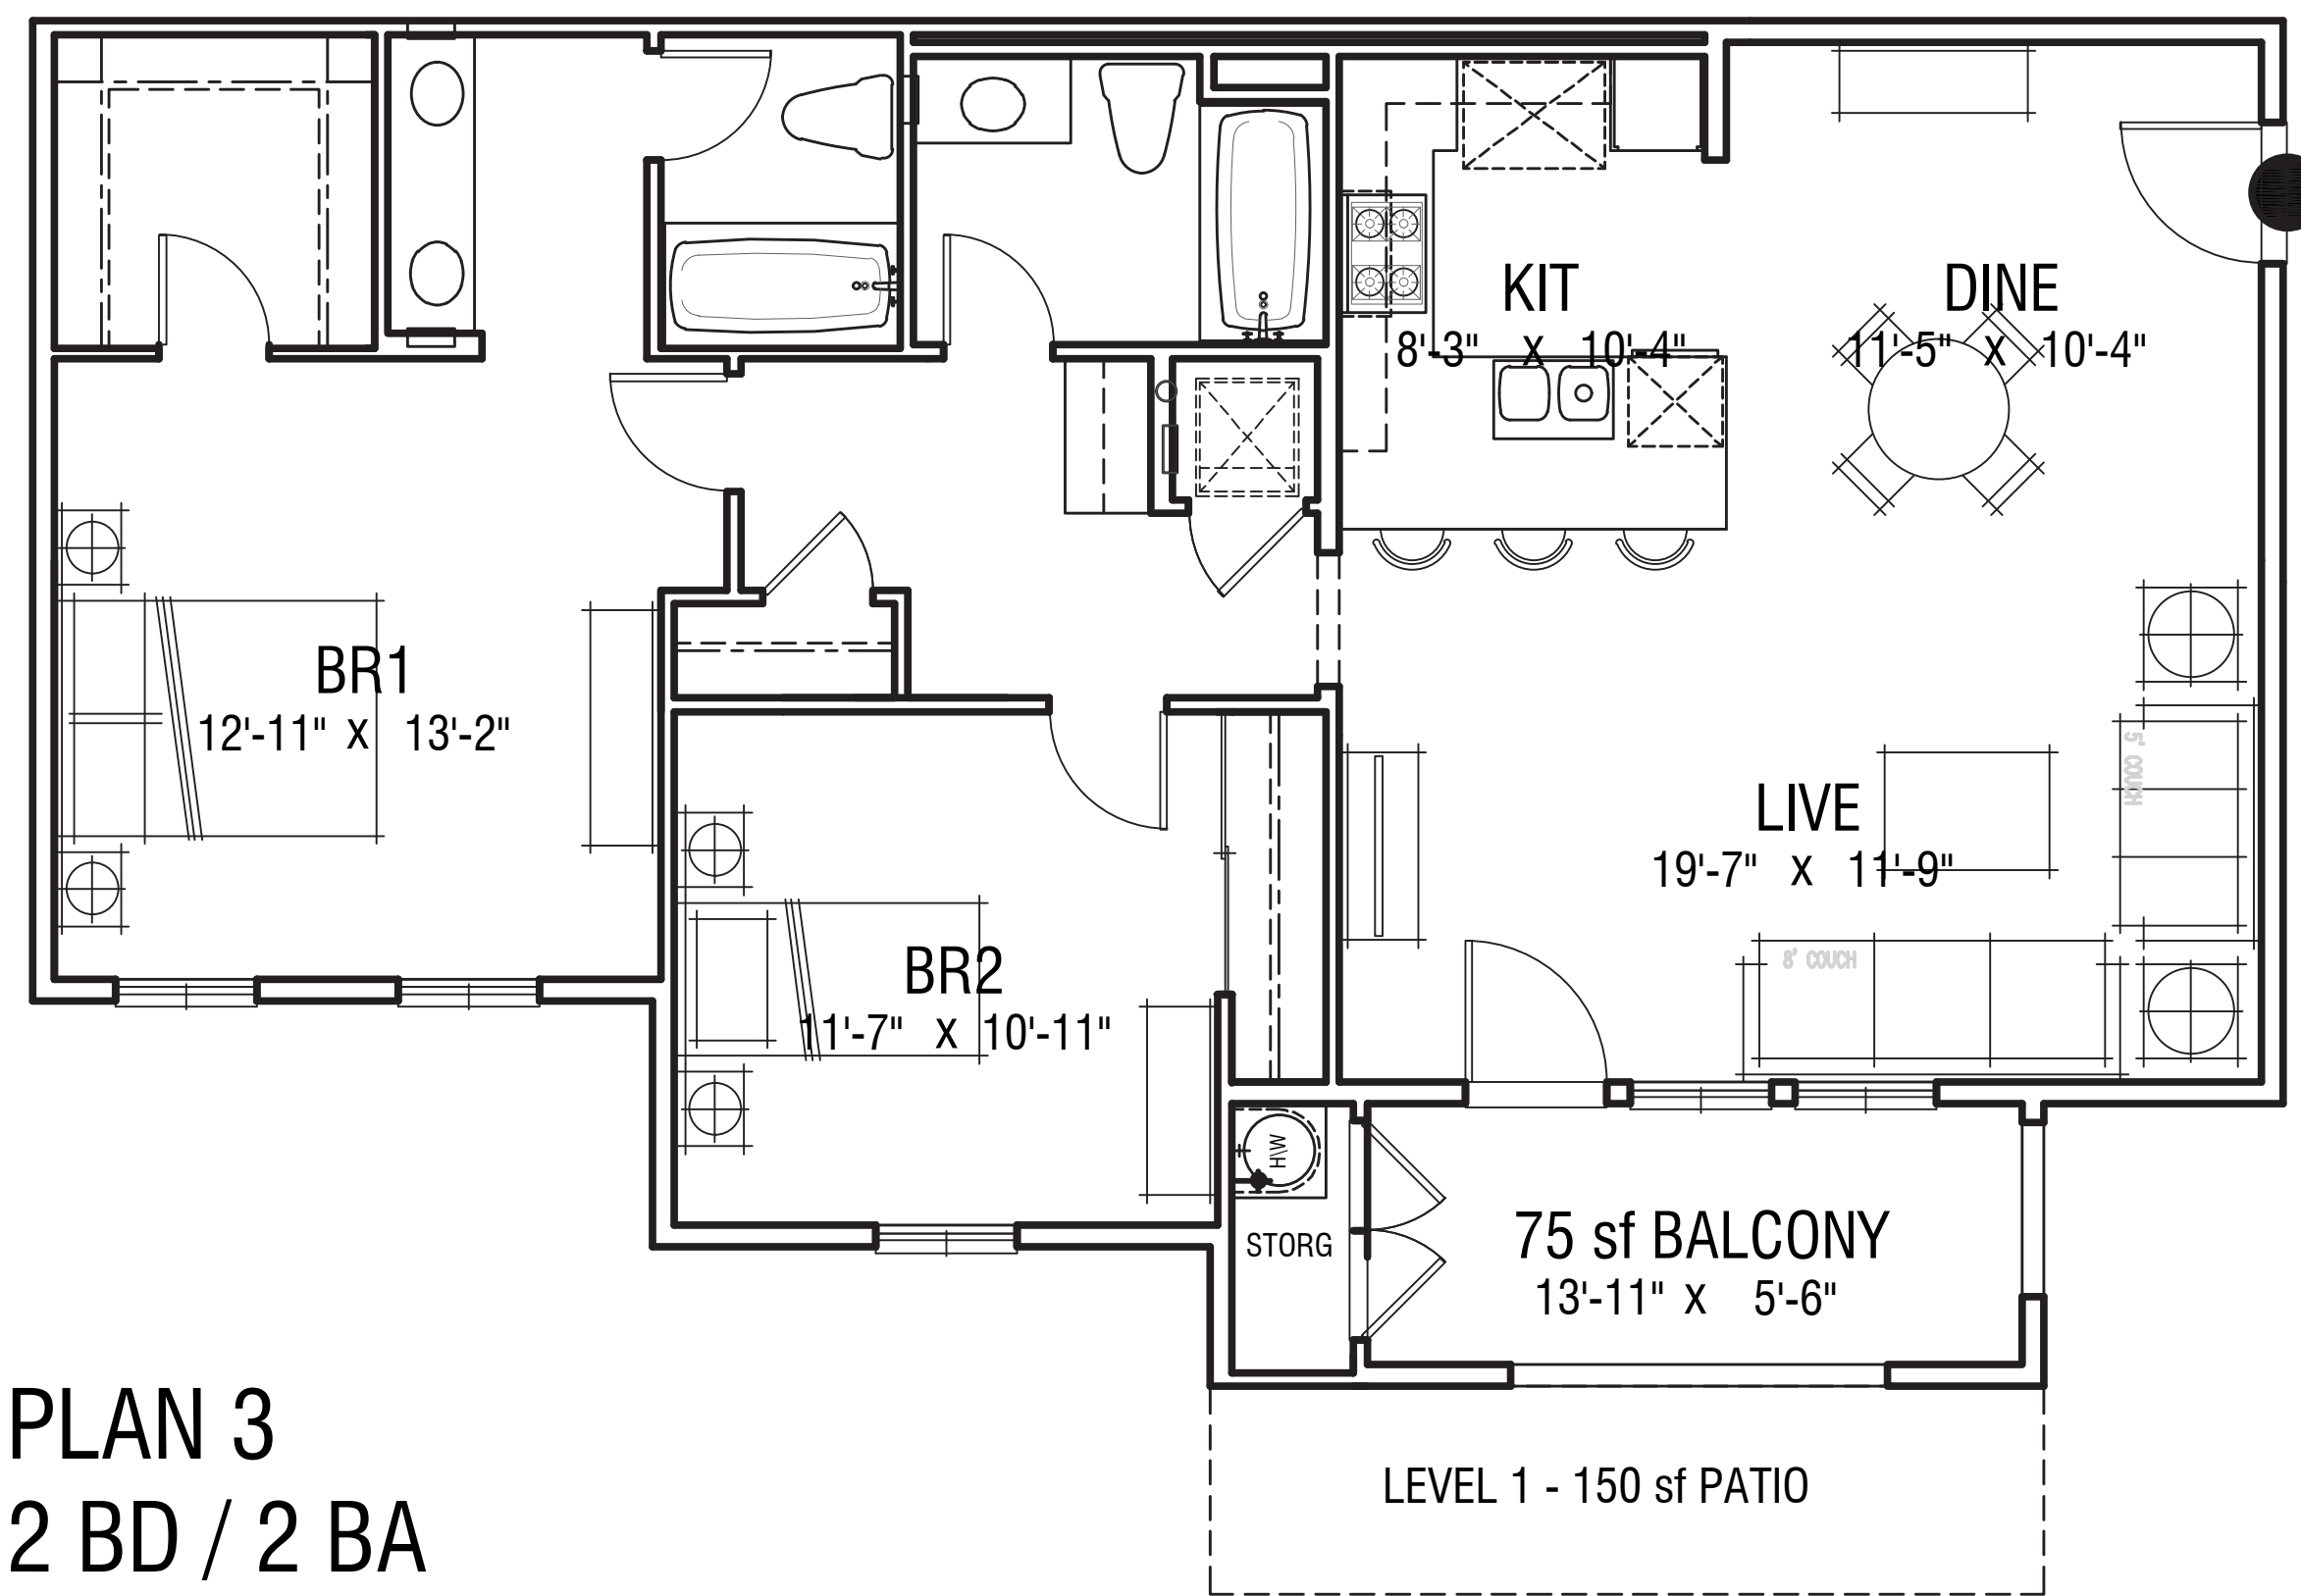 KIT
8'-3" x 10'-4"
DINE
11'-5" x 10'-4"
BR1
12'-11" x 13'-2"
5' COUCH
LIVE
19'-7" x 11'-9"
BR2
11'-7" x 10'-11"
8' COUCH
H\W
STORG
75 sf BALCONY
13'-11" x 5'-6"
PLAN 3
2 BD / 2 BA
LEVEL 1 - 150 sf PATIO